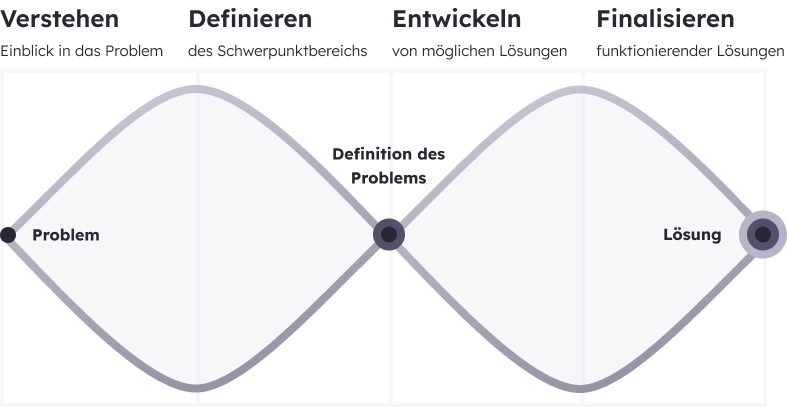 Verstehen
Einblick in das Problem
Definieren
des Schwerpunktbereichs
Entwickeln
von möglichen Lösungen
Finalisieren
funktionierender Lösungen
Definition des
Problems
Problem
Lösung